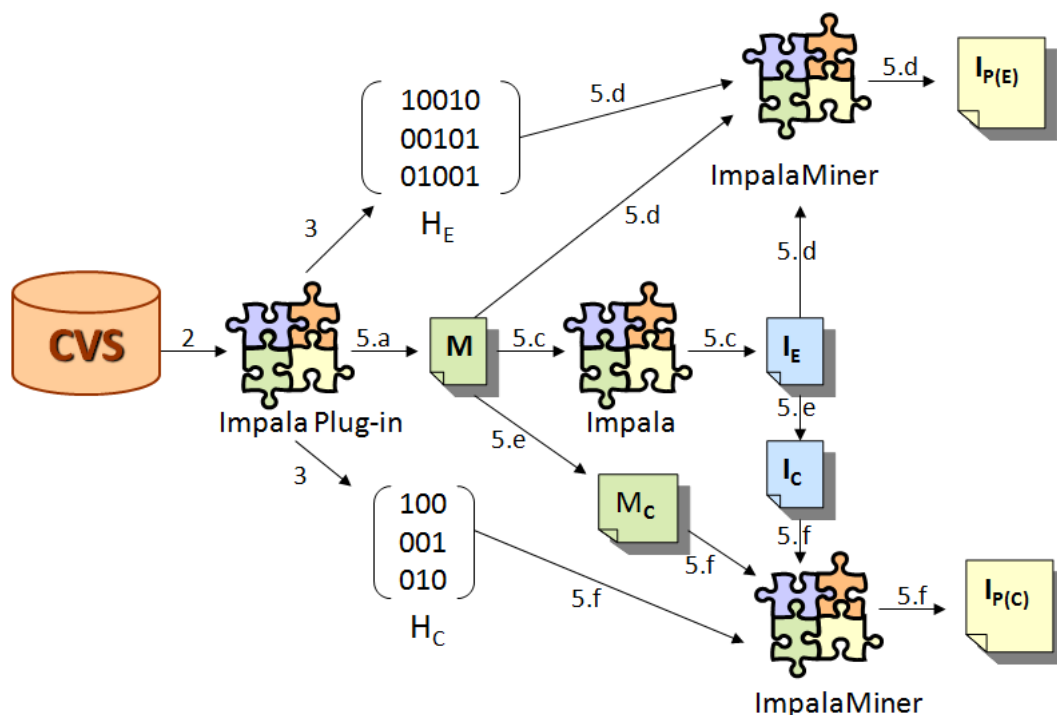 5.d
I_P(E)
10010
00101
01001
5.d
ImpalaMiner
5.d
3
H_E
5.d
CVS
2
Impala Plug-in
5.a
M
5.c
Impala
5.c
I_E
5.e
5.e
I_C
3
100
001
010
M_C
5.f
5.f
5.f
H_C
5.f
I_P(C)
ImpalaMiner